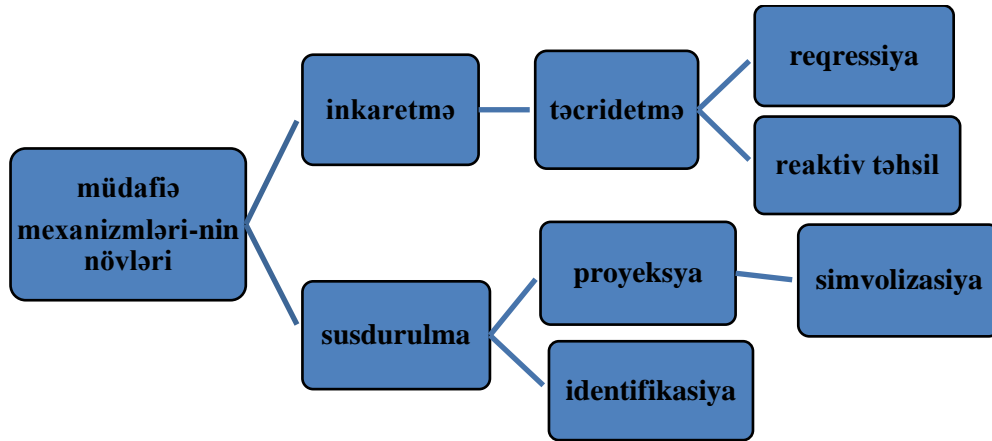 müdafiə
mexanizmləri-nin
növləri
inkaretmə
təcridetmə
reqressiya
reaktiv təhsil
susdurulma
proyeksya
simvolizasiya
identifikasiya